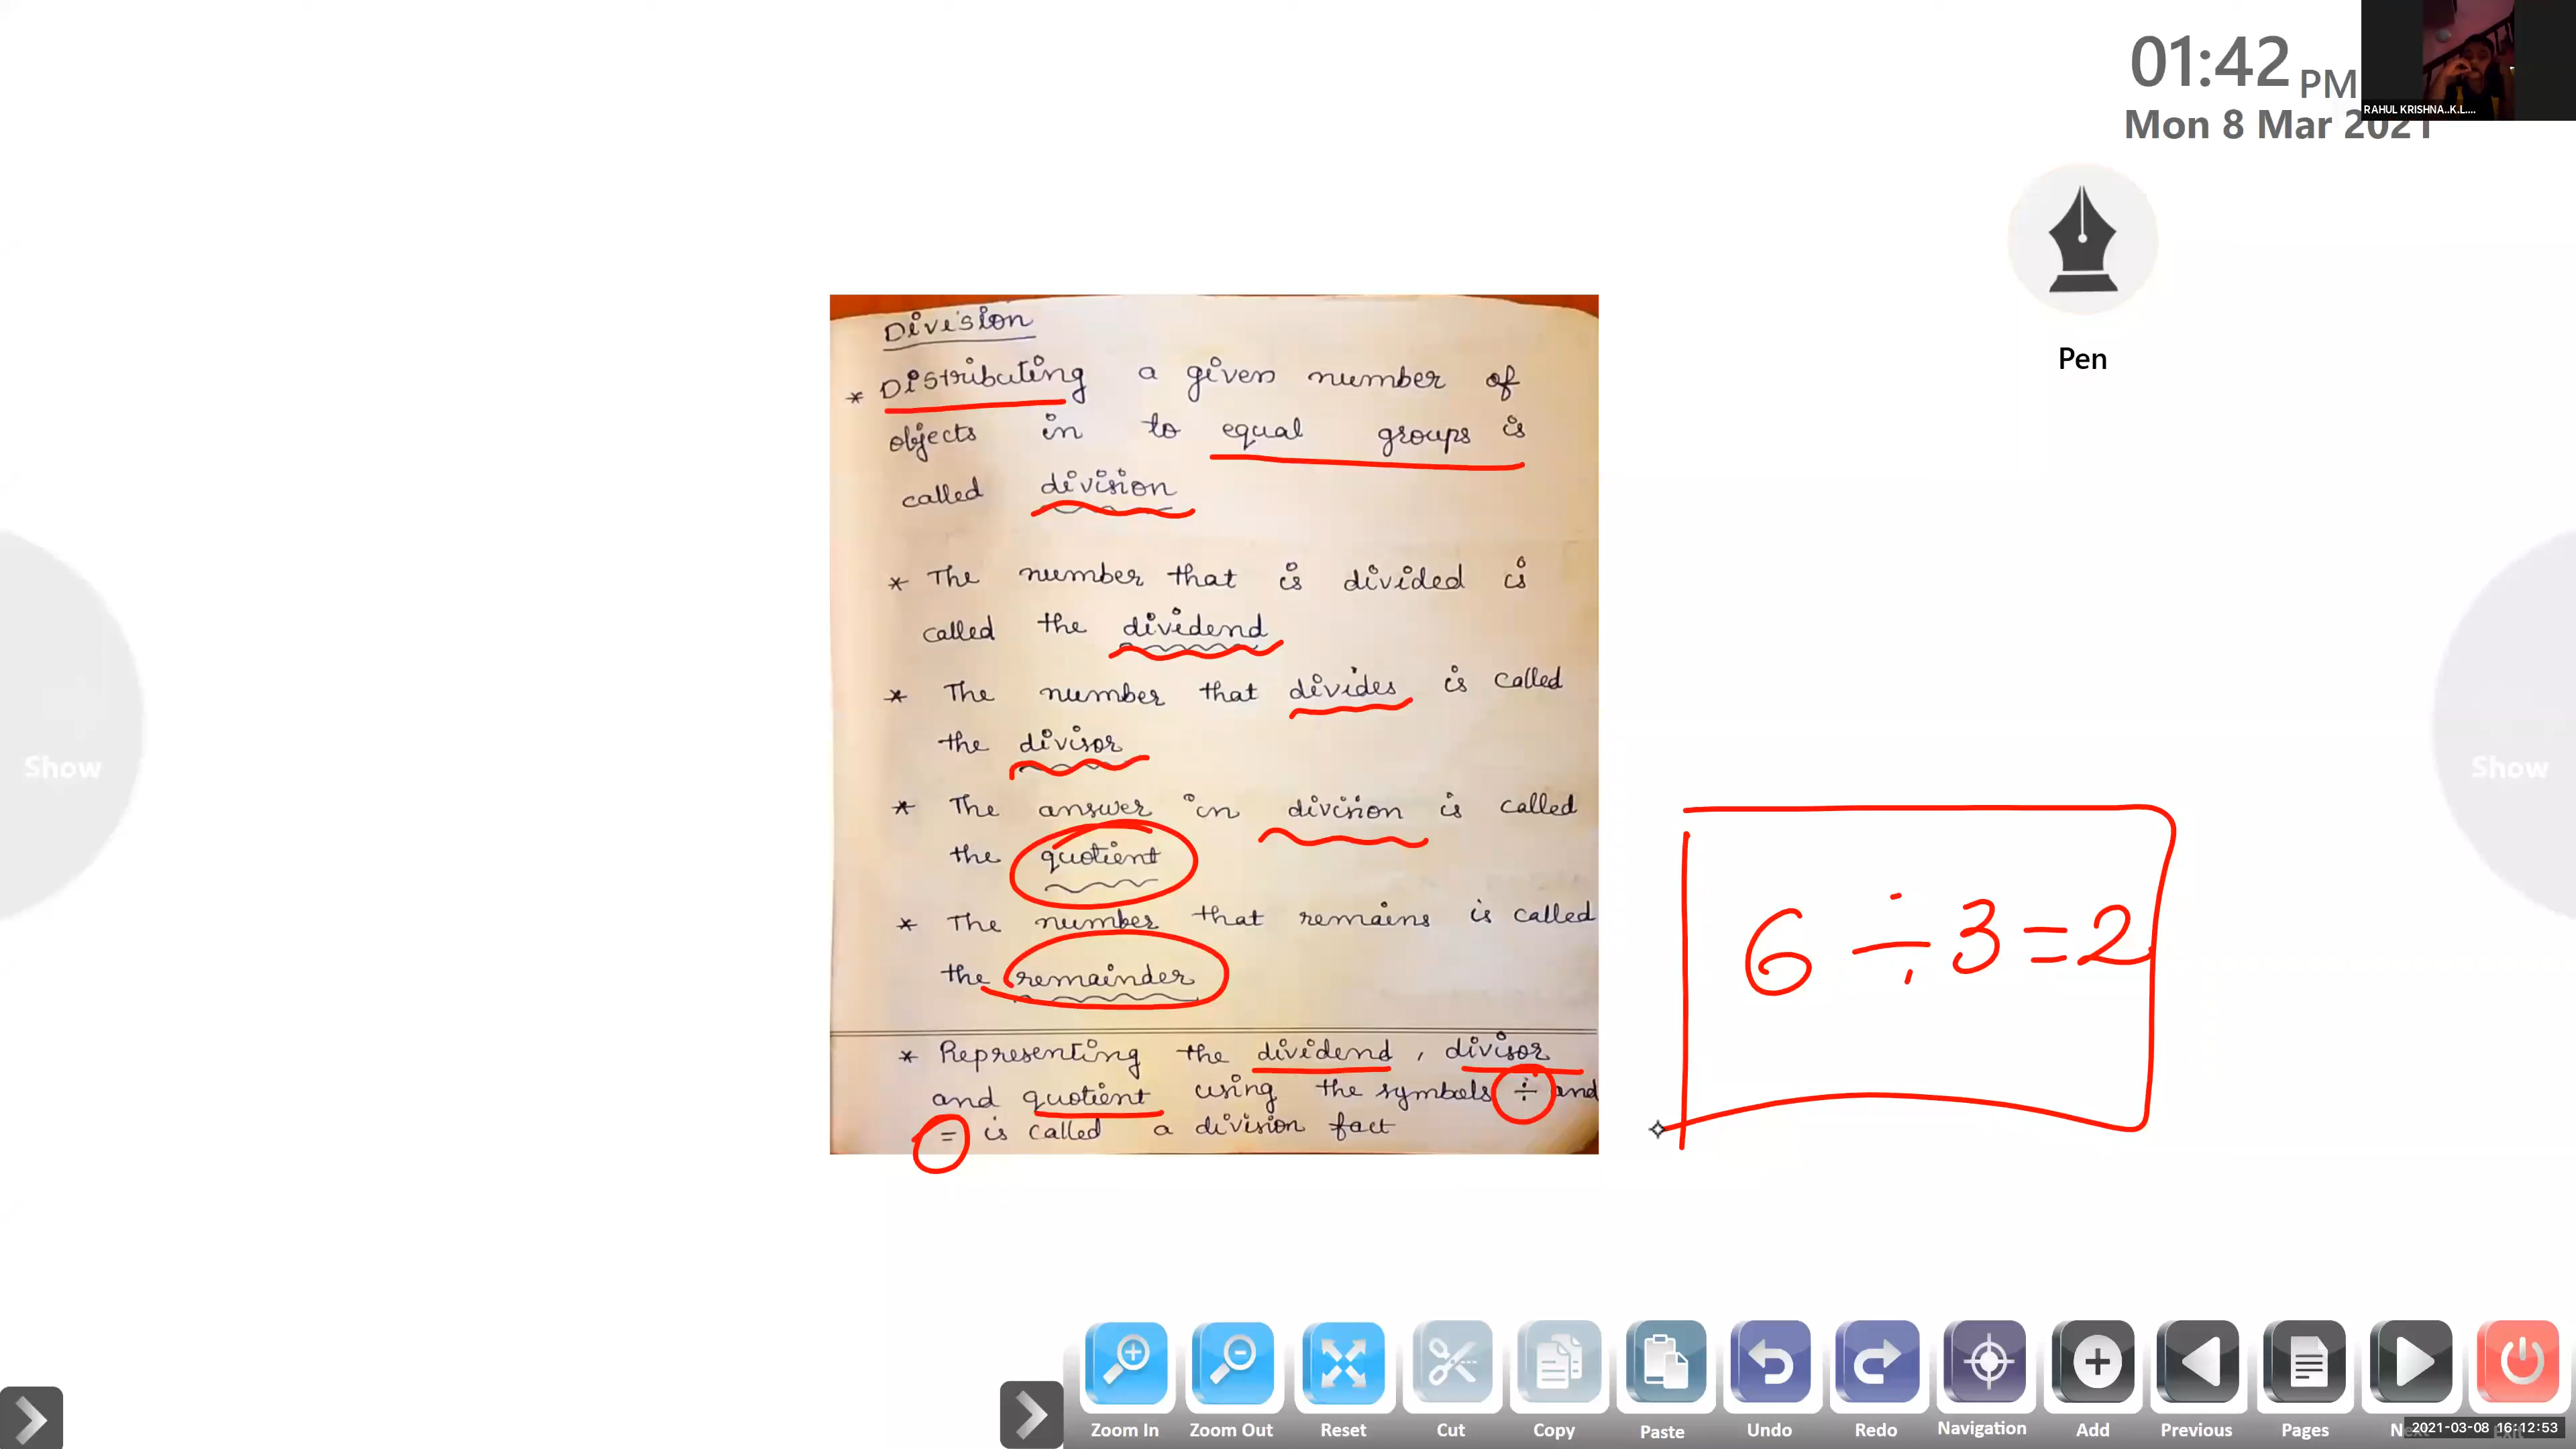 01:42 PM
RAHUL KRISHNA..K.L....
Mon 8 Mar 2021
Pen
Division
* Distributing a given number of
objects in to equal groups is
called division
* The number that is divided is
called the dividend
* The number that divides is called
the divisor
* The answer in division is called
the quotient
* The number that remains is called
the remainder
* Representing the dividend, divisor
and quotient using the symbols ÷ and
= is called a division fact
Show
Show
6 ÷ 3 = 2
Zoom In
Zoom Out
Reset
Cut
Copy
Paste
Undo
Redo
Navigation
Add
Previous
Pages
2021-03-08 16:12:53